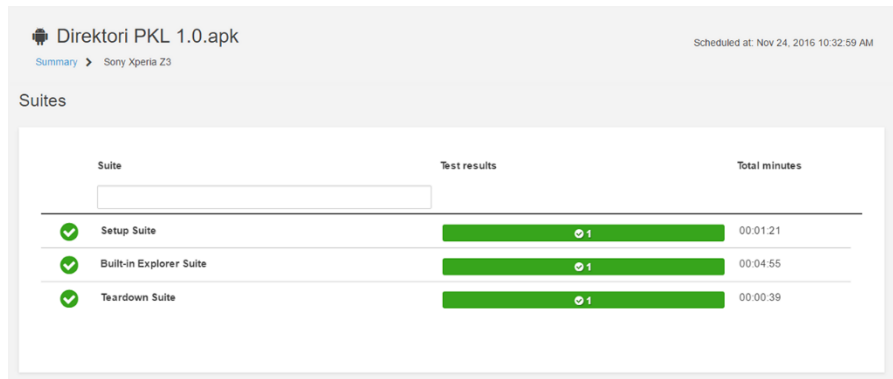 Direktori PKL 1.0.apk
Scheduled at: Nov 24, 2016 10:32:59 AM
Summary > Sony Xperia Z3
Suites
Suite Test results Total minutes
Setup Suite 1 00:01:21
Built-in Explorer Suite 1 00:04:55
Teardown Suite 1 00:00:39